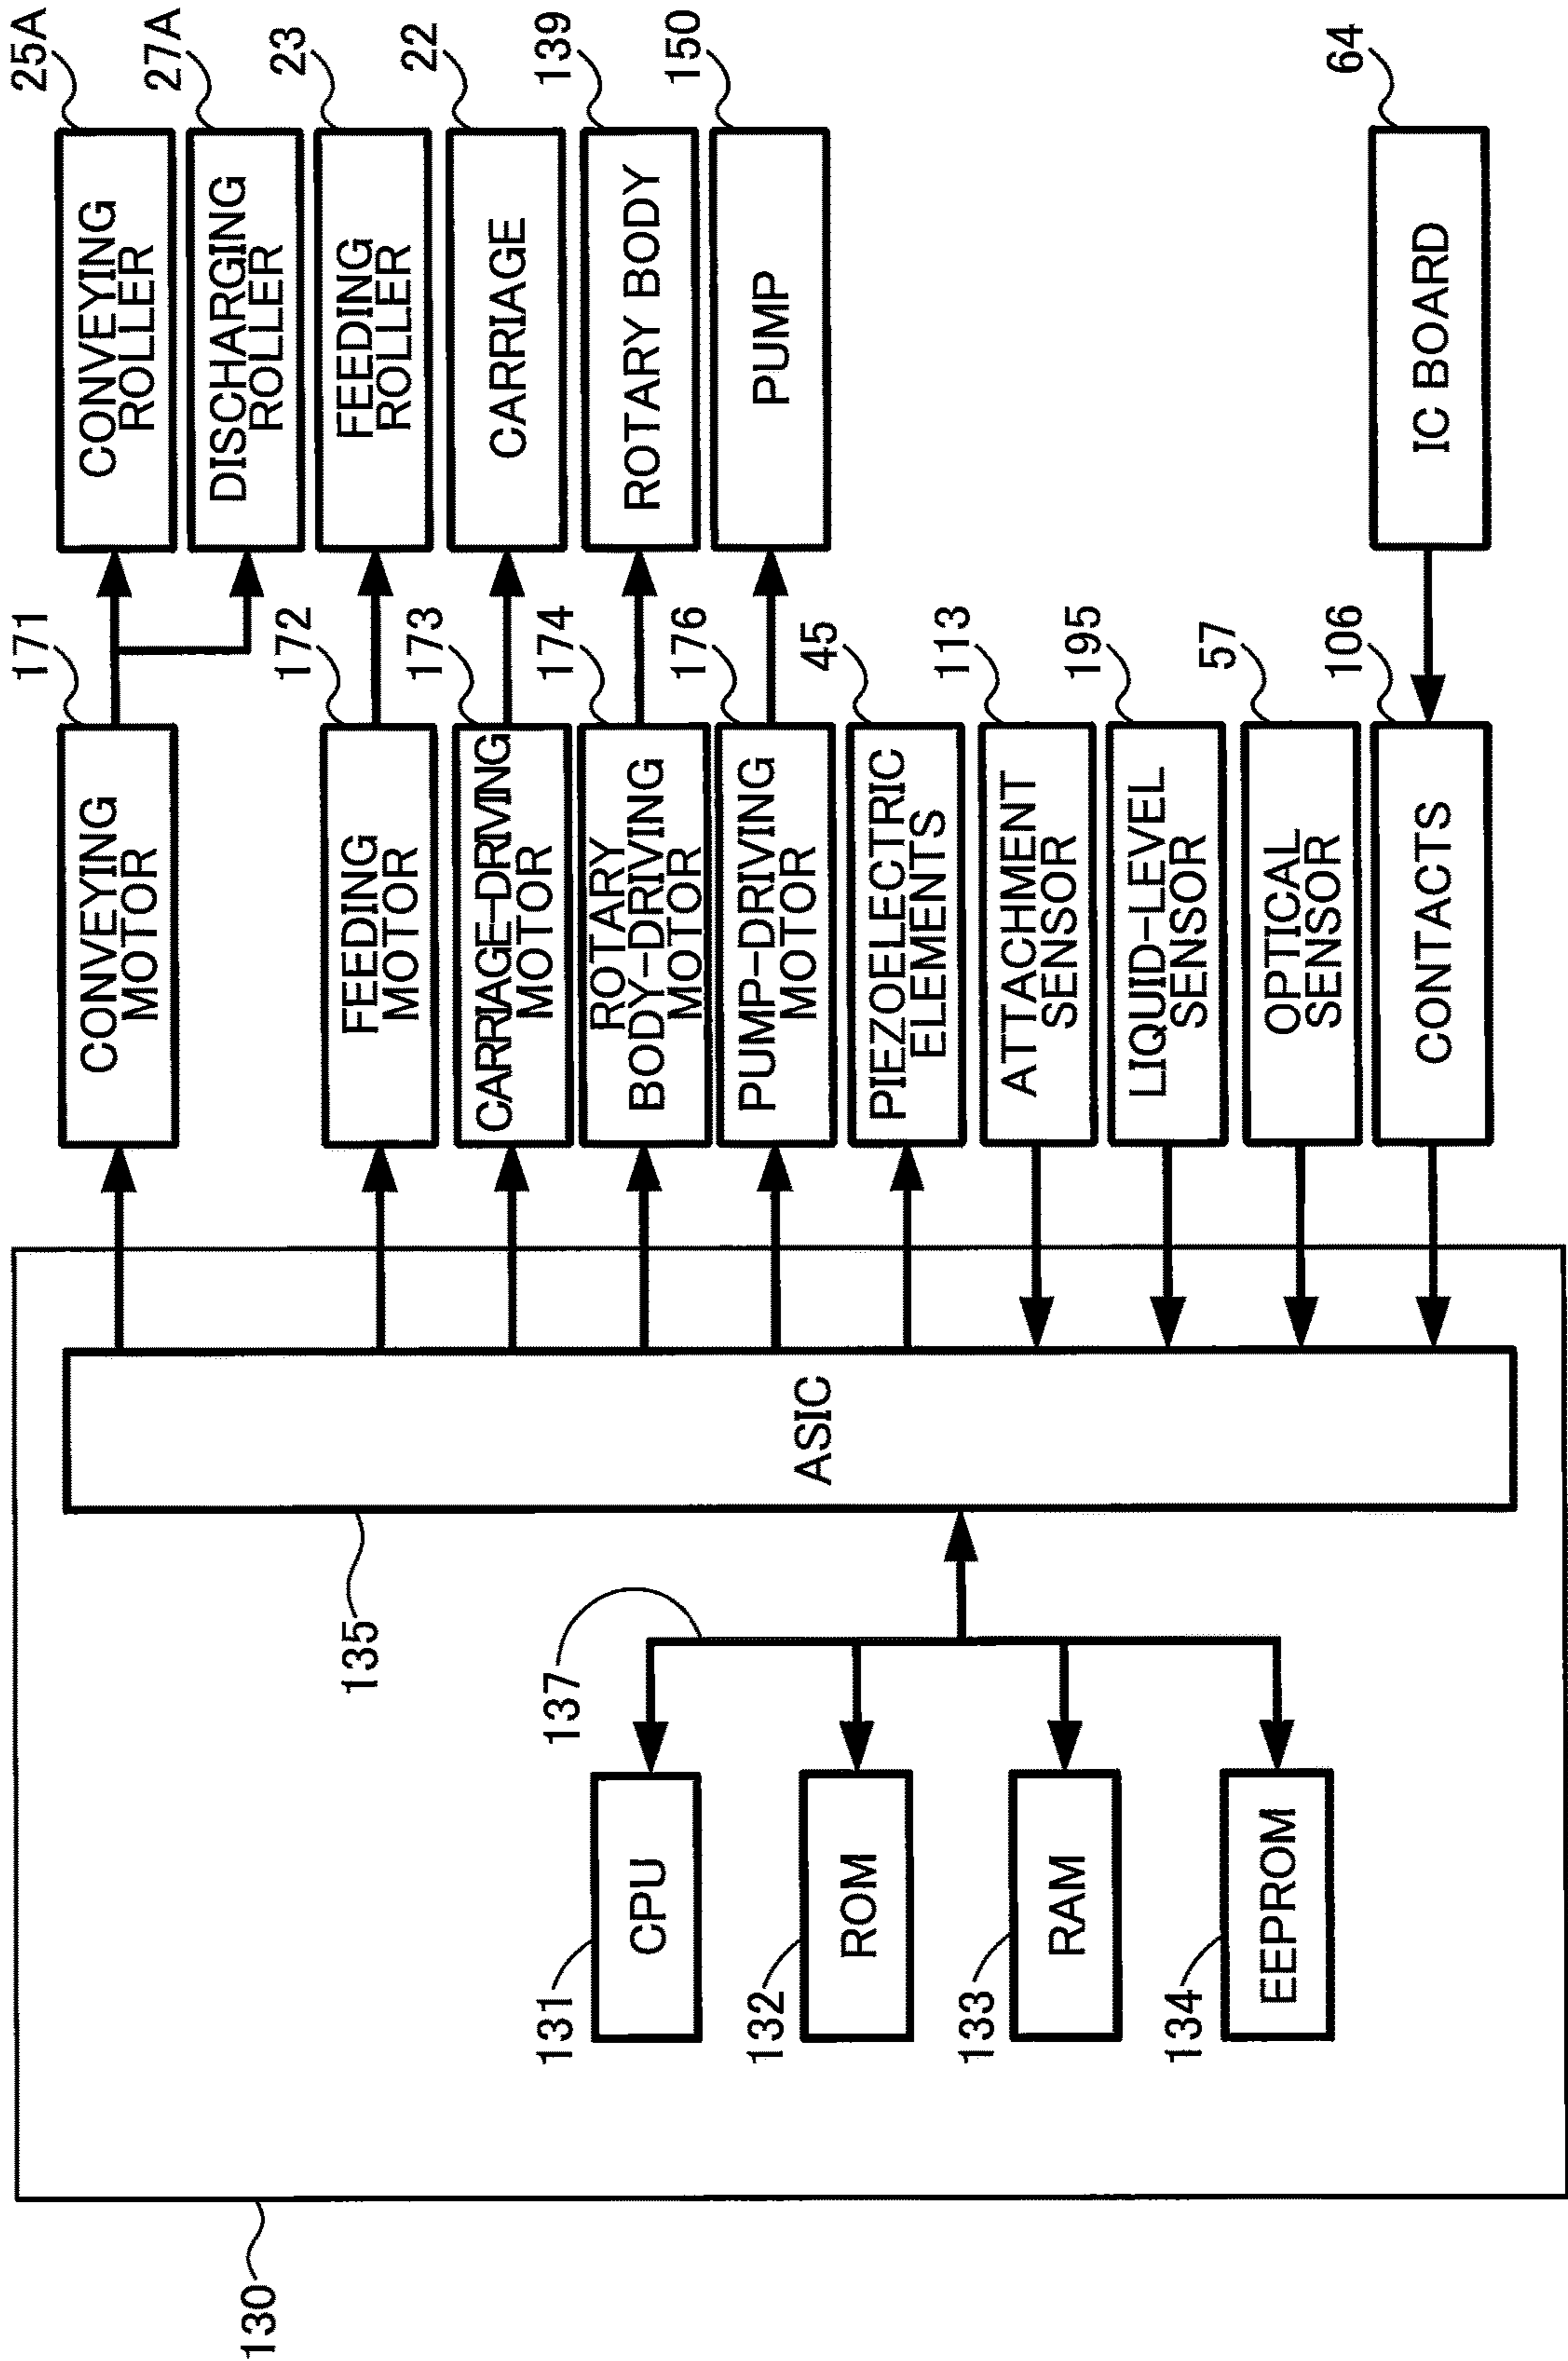 130
131
CPU
132
ROM
133
RAM
134
EEPROM
137
135
ASIC
171
CONVEYING
MOTOR
172
FEEDING
MOTOR
173
CARRIAGE-DRIVING
MOTOR
174
ROTARY
BODY-DRIVING
MOTOR
176
PUMP-DRIVING
MOTOR
45
PIEZOELECTRIC
ELEMENTS
113
ATTACHMENT
SENSOR
195
LIQUID-LEVEL
SENSOR
57
OPTICAL
SENSOR
106
CONTACTS
25A
CONVEYING
ROLLER
27A
DISCHARGING
ROLLER
23
FEEDING
ROLLER
22
CARRIAGE
139
ROTARY BODY
150
PUMP
64
IC BOARD